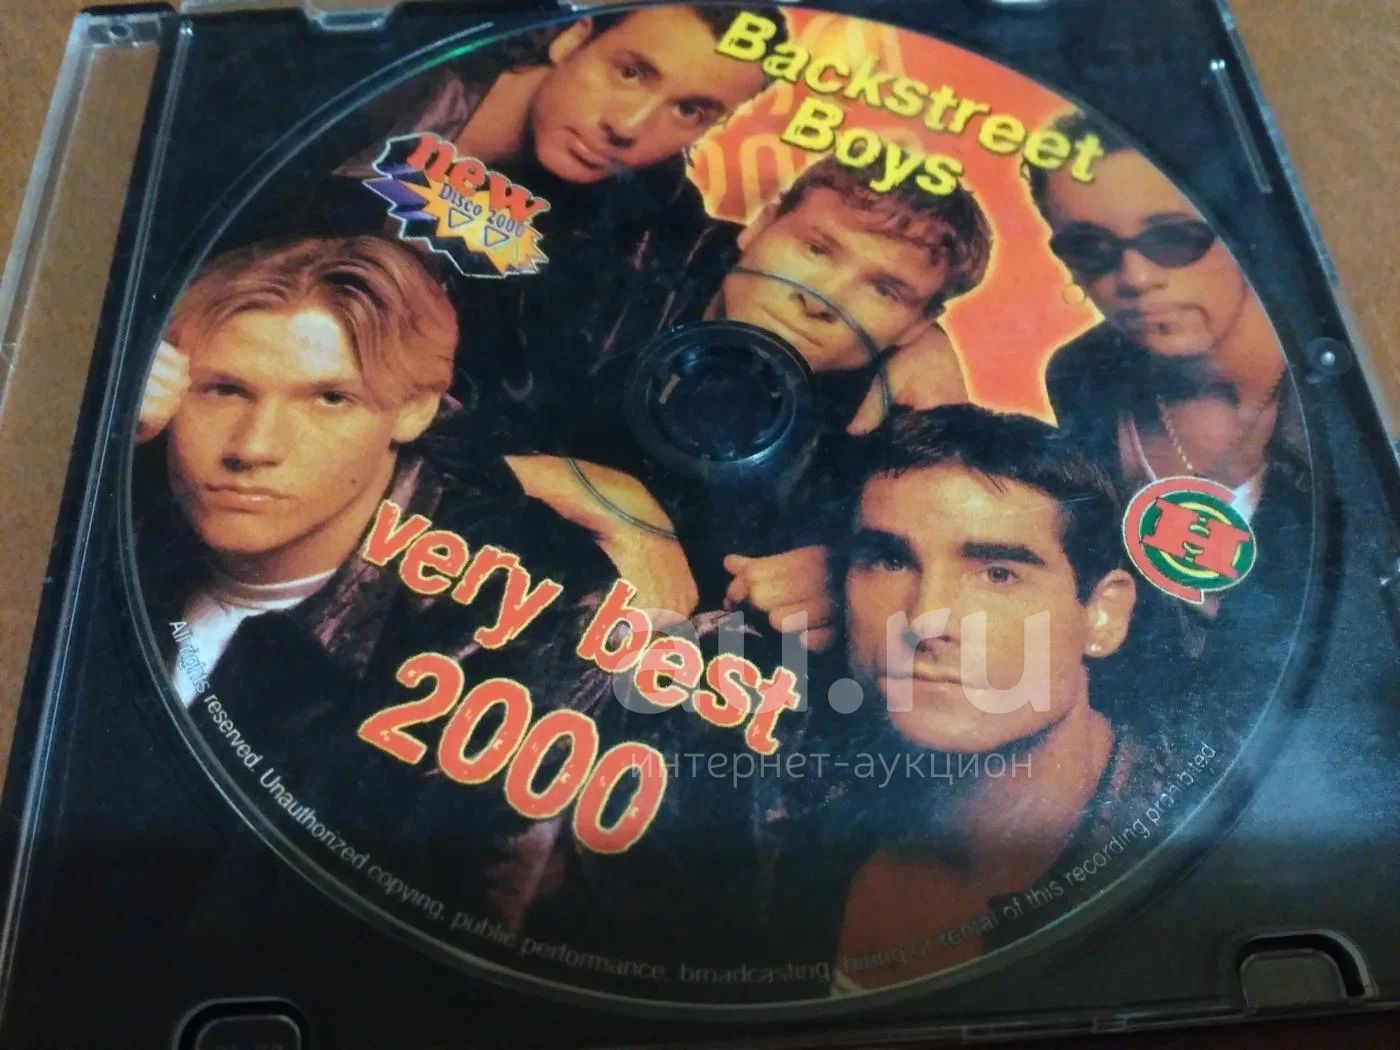 Backstreet
Boys
new
Disco 2000
H
very best
2000
au.ru
интернет-аукцион
All rights reserved. Unauthorized copying, public performance, broadcasting, hiring or rental of this recording prohibited